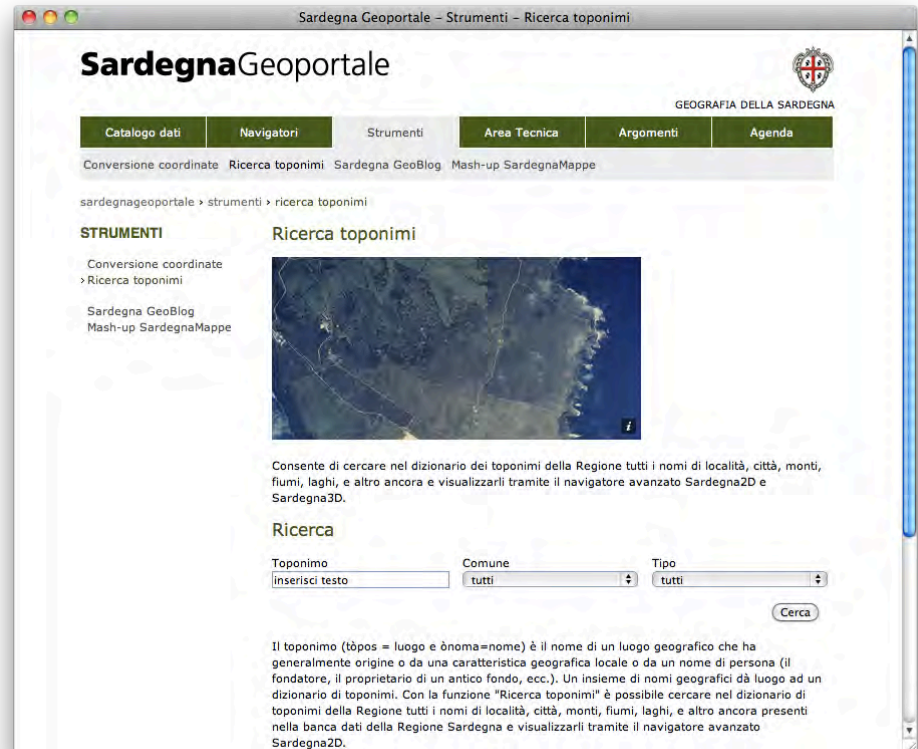 Sardegna Geoportale – Strumenti – Ricerca toponimi
SardegnaGeoportale
GEOGRAFIA DELLA SARDEGNA
Catalogo dati Navigatori Strumenti Area Tecnica Argomenti Agenda
Conversione coordinate Ricerca toponimi Sardegna GeoBlog Mash-up SardegnaMappe
sardegnageoportale › strumenti › ricerca toponimi
STRUMENTI
Conversione coordinate
› Ricerca toponimi
Sardegna GeoBlog
Mash-up SardegnaMappe
Ricerca toponimi
i
Consente di cercare nel dizionario dei toponimi della Regione tutti i nomi di località, città, monti,
fiumi, laghi, e altro ancora e visualizzarli tramite il navigatore avanzato Sardegna2D e
Sardegna3D.
Ricerca
Toponimo Comune Tipo
inserisci testo tutti tutti
Cerca
Il toponimo (tòpos = luogo e ònoma=nome) è il nome di un luogo geografico che ha
generalmente origine o da una caratteristica geografica locale o da un nome di persona (il
fondatore, il proprietario di un antico fondo, ecc.). Un insieme di nomi geografici dà luogo ad un
dizionario di toponimi. Con la funzione "Ricerca toponimi" è possibile cercare nel dizionario di
toponimi della Regione tutti i nomi di località, città, monti, fiumi, laghi, e altro ancora presenti
nella banca dati della Regione Sardegna e visualizzarli tramite il navigatore avanzato
Sardegna2D.